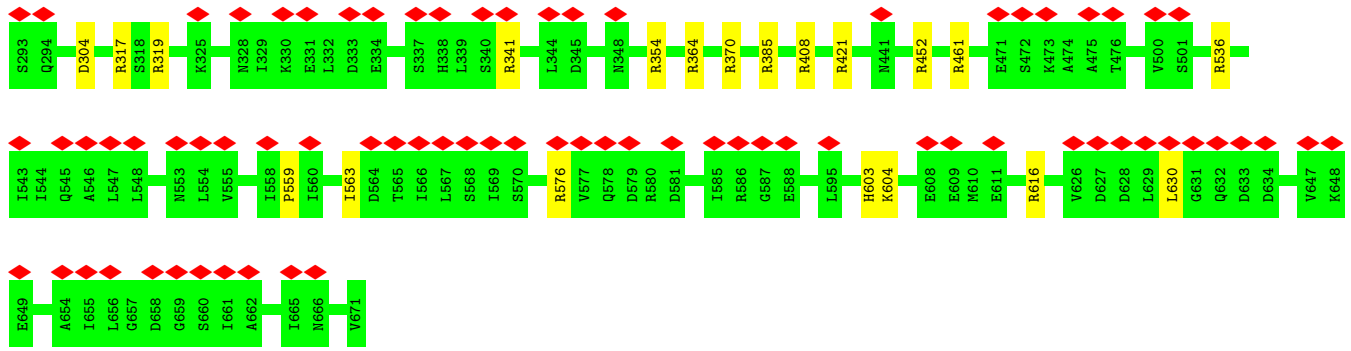 S293 Q294 D304 R317 S318 R319 K325 N328 I329 K330 E331 L332 D333 E334 S337 H338 L339 S340 R341 L344 D345 N348 R354 R364 R370 R385 R408 R421 N441 R452 R461 E471 S472 K473 A474 A475 T476 V500 S501 R536
I543 I544 Q545 A546 L547 L548 N553 L554 V555 I558 P559 I560 I563 D564 T565 I566 L567 S568 I569 S570 R576 V577 Q578 D579 R580 D581 I585 R586 G587 E588 L595 H603 K604 E608 E609 M610 E611 R616 V626 D627 D628 L629 L630 G631 Q632 D633 D634 V647 K648
E649 A654 I655 L656 G657 D658 G659 S660 I661 A662 I665 N666 V671